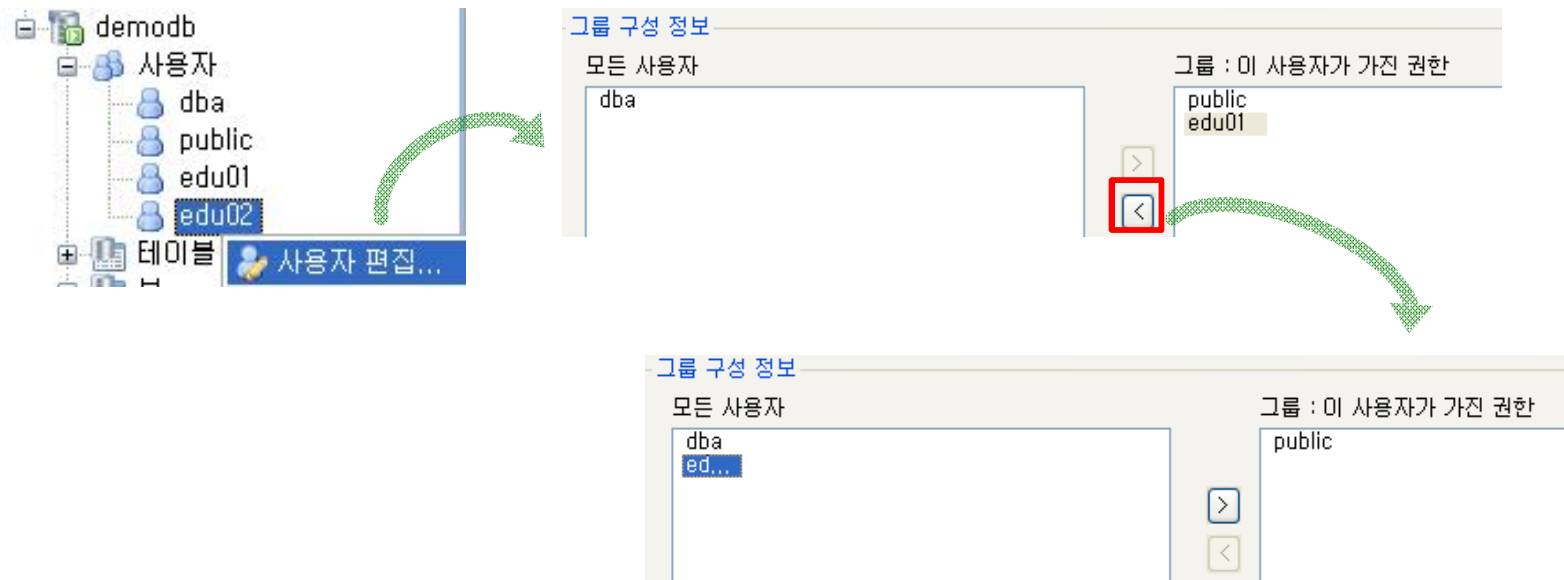 demodb
사용자
dba
public
edu01
edu02
테이블
사용자 편집...
그룹 구성 정보
모든 사용자
그룹 : 이 사용자가 가진 권한
dba
public
edu01
>
<
그룹 구성 정보
모든 사용자
그룹 : 이 사용자가 가진 권한
dba
ed...
public
>
<